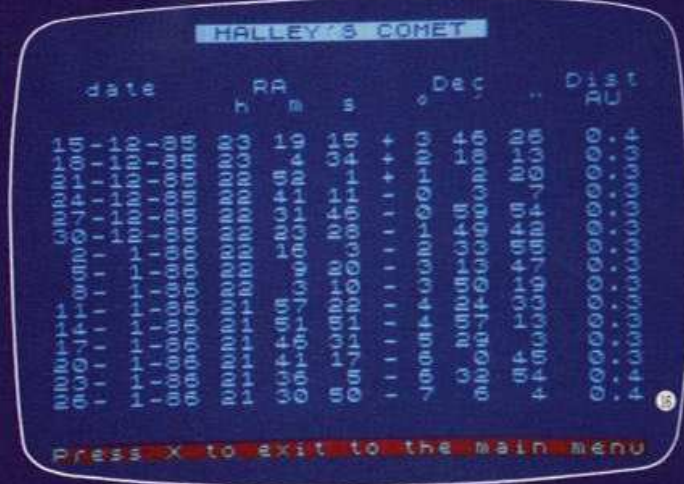 HALLEY'S COMET
date RA Dec Dist
h m s ° ' " AU
15-12-85 23 19 15 + 3 46 26 0.4
18-12-85 23 4 34 + 2 18 13 0.3
21-12-85 22 52 1 + 1 2 20 0.3
24-12-85 22 41 11 - 0 3 7 0.3
27-12-85 22 31 46 - 0 59 54 0.3
30-12-85 22 23 28 - 1 49 42 0.3
2- 1-86 22 16 3 - 2 33 55 0.3
5- 1-86 22 9 20 - 3 13 47 0.3
8- 1-86 22 3 10 - 3 50 19 0.3
11- 1-86 21 57 22 - 4 24 33 0.3
14- 1-86 21 51 51 - 4 57 13 0.3
17- 1-86 21 46 31 - 5 29 3 0.3
20- 1-86 21 41 17 - 6 0 45 0.3
23- 1-86 21 36 5 - 6 32 54 0.4
26- 1-86 21 30 50 - 7 6 4 0.4
16
Press X to exit to the main menu